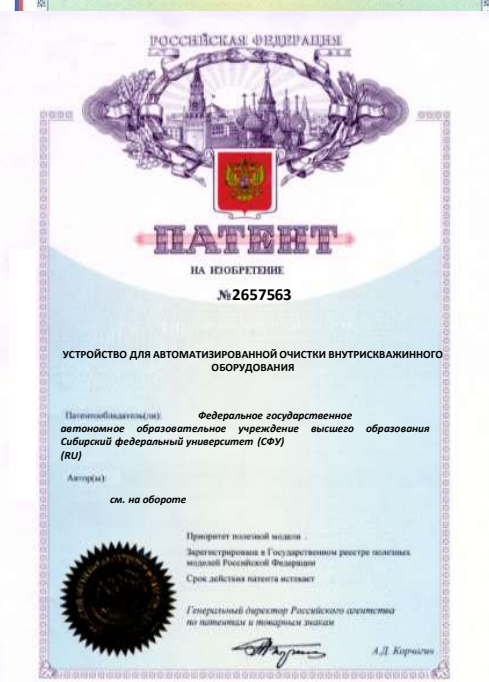 РОССИЙСКАЯ ФЕДЕРАЦИЯ
ПАТЕНТ
НА ИЗОБРЕТЕНИЕ
№2657563
УСТРОЙСТВО ДЛЯ АВТОМАТИЗИРОВАННОЙ ОЧИСТКИ ВНУТРИСКВАЖИННОГО
ОБОРУДОВАНИЯ
Патентообладатель(ли): Федеральное государственное
автономное образовательное учреждение высшего образования
Сибирский федеральный университет (СФУ)
(RU)
Автор(ы):
см. на обороте
Приоритет полезной модели .
Зарегистрирована в Государственном реестре полезных
моделей Российской Федерации
Срок действия патента истекает
Генеральный директор Российского агентства
по патентам и товарным знакам
А.Д. Корчагин